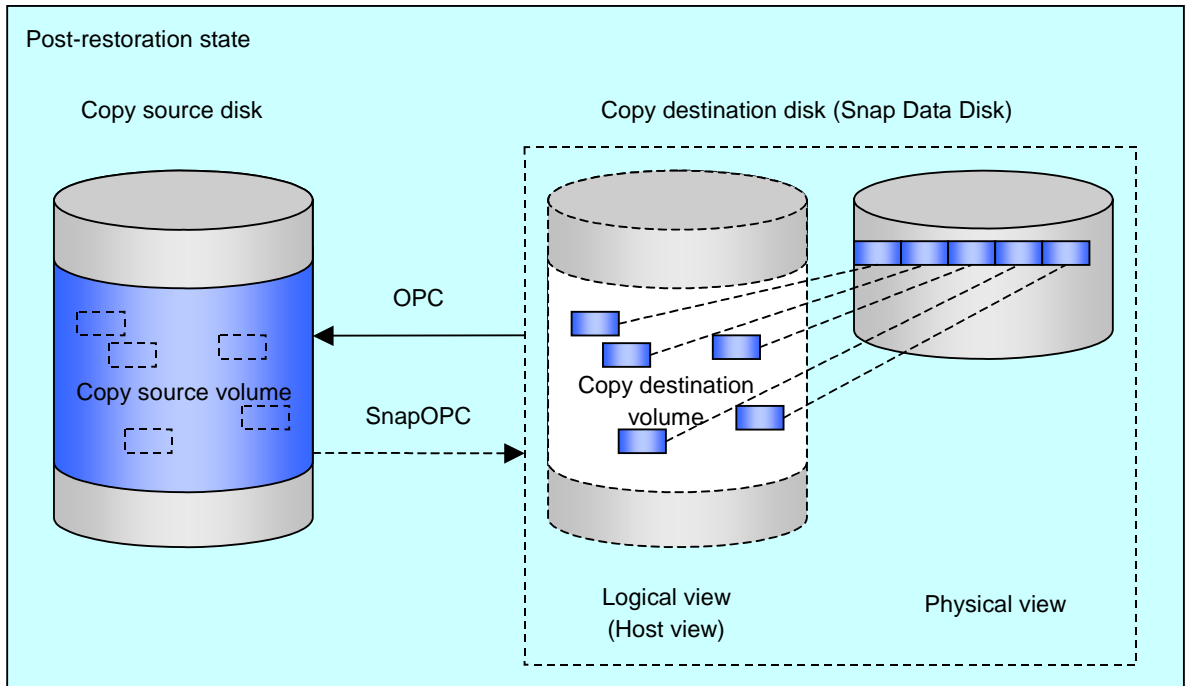 Post-restoration state
Copy source disk
Copy destination disk (Snap Data Disk)
OPC
Copy source volume
SnapOPC
Copy destination
volume
Logical view
(Host view)
Physical view